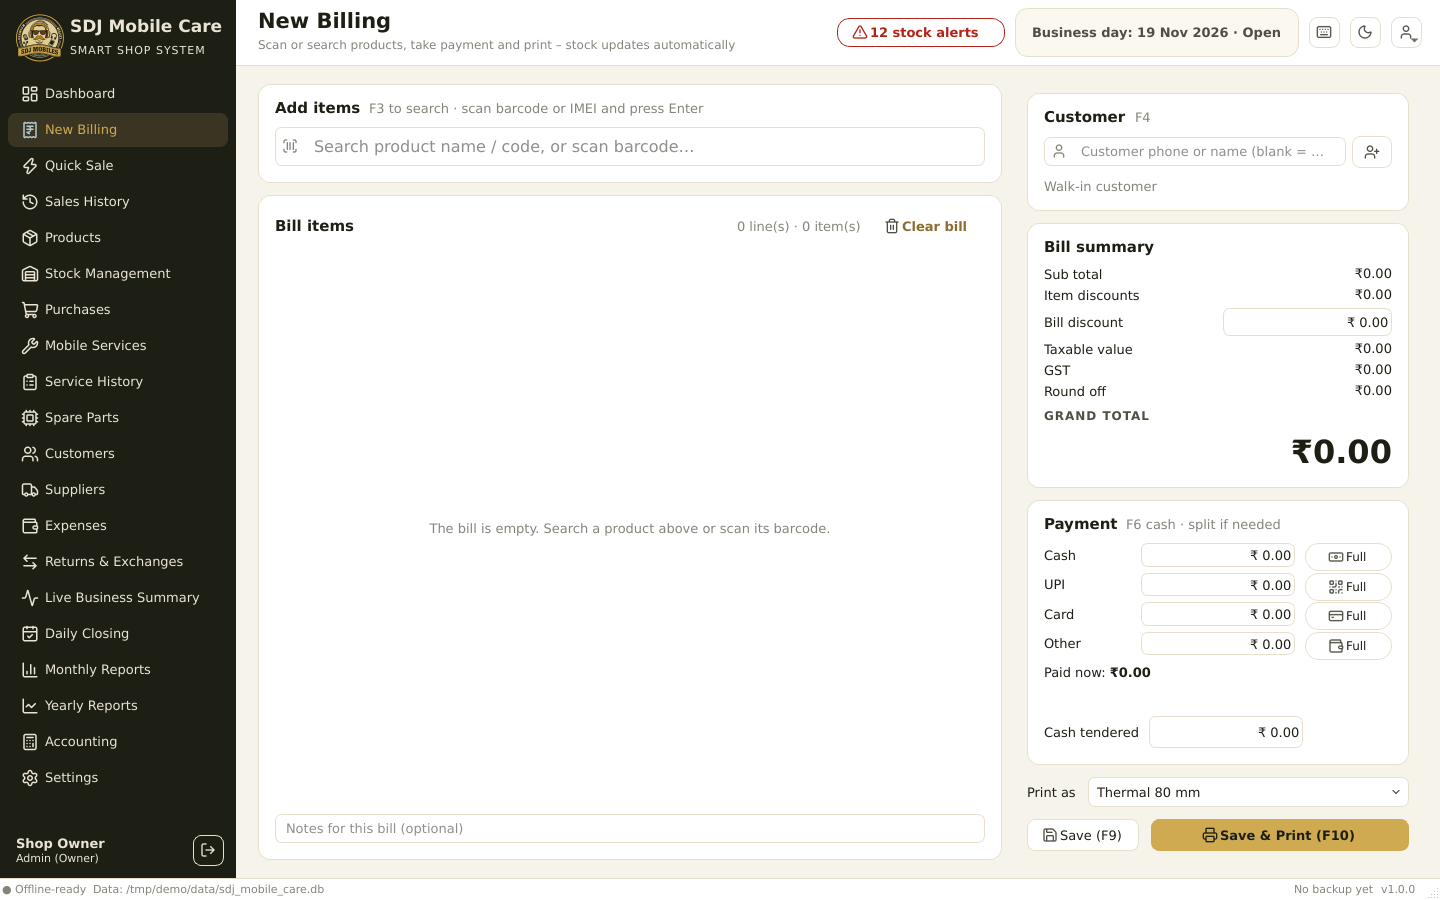 SDJ MOBILES
SDJ Mobile Care
SMART SHOP SYSTEM
Dashboard
New Billing
Quick Sale
Sales History
Products
Stock Management
Purchases
Mobile Services
Service History
Spare Parts
Customers
Suppliers
Expenses
Returns & Exchanges
Live Business Summary
Daily Closing
Monthly Reports
Yearly Reports
Accounting
Settings
Shop Owner
Admin (Owner)
New Billing
Scan or search products, take payment and print – stock updates automatically
12 stock alerts
Business day: 19 Nov 2026 · Open
Add items F3 to search · scan barcode or IMEI and press Enter
Search product name / code, or scan barcode...
Bill items
0 line(s) · 0 item(s)
Clear bill
The bill is empty. Search a product above or scan its barcode.
Notes for this bill (optional)
Customer F4
Customer phone or name (blank = ...
Walk-in customer
Bill summary
Sub total ₹0.00
Item discounts ₹0.00
Bill discount ₹ 0.00
Taxable value ₹0.00
GST ₹0.00
Round off ₹0.00
GRAND TOTAL
₹0.00
Payment F6 cash · split if needed
Cash ₹ 0.00 Full
UPI ₹ 0.00 Full
Card ₹ 0.00 Full
Other ₹ 0.00 Full
Paid now: ₹0.00
Cash tendered ₹ 0.00
Print as Thermal 80 mm
Save (F9)
Save & Print (F10)
Offline-ready Data: /tmp/demo/data/sdj_mobile_care.db
No backup yet v1.0.0